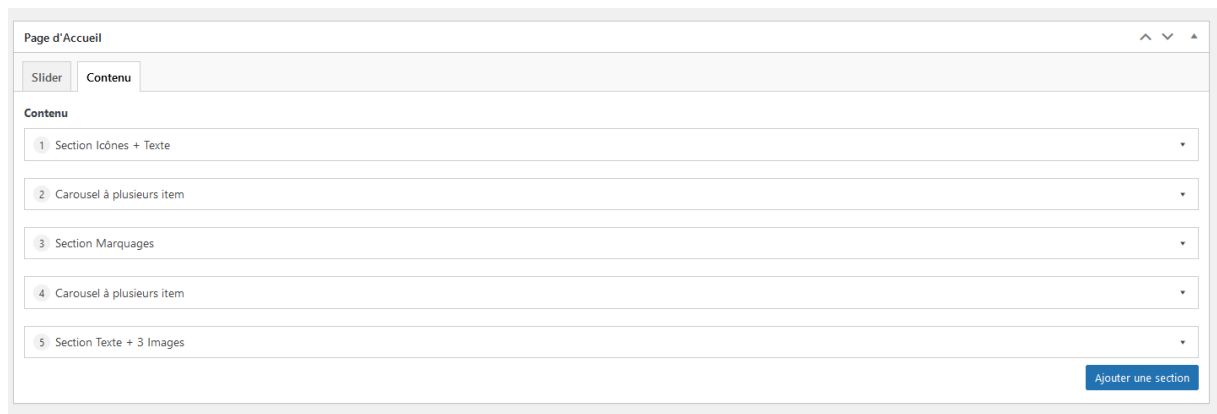 Page d'Accueil
Slider Contenu
Contenu
1 Section Icônes + Texte
2 Carousel à plusieurs item
3 Section Marquages
4 Carousel à plusieurs item
5 Section Texte + 3 Images
Ajouter une section